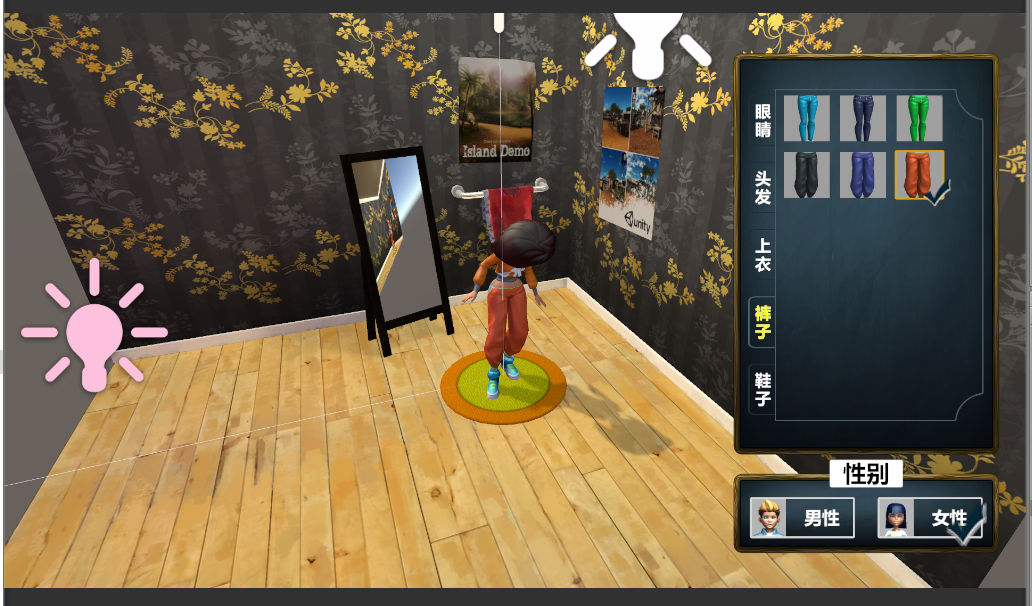 Island Demo
unity
眼睛
头发
上衣
裤子
鞋子
性别
男性
女性